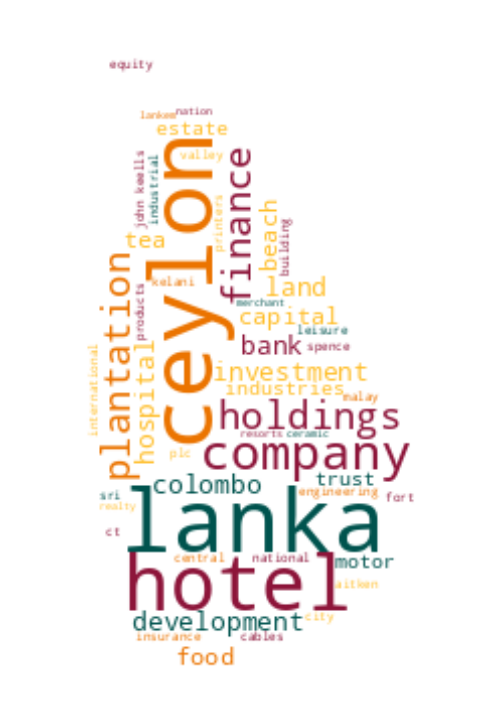 equity
lankem nation
estate
valley
ceylon
john keells
industrial
finance
printers
beach
building
tea
kelani
land
plantation
products
merchant
capital
leisure
hospital
international
bank spence
investment
industries malay
holdings
resorts ceramic
company
plc
colombo trust
sri engineering fort
realty
lanka
ct
central national motor
hotel aitken
development city
insurance cables
food